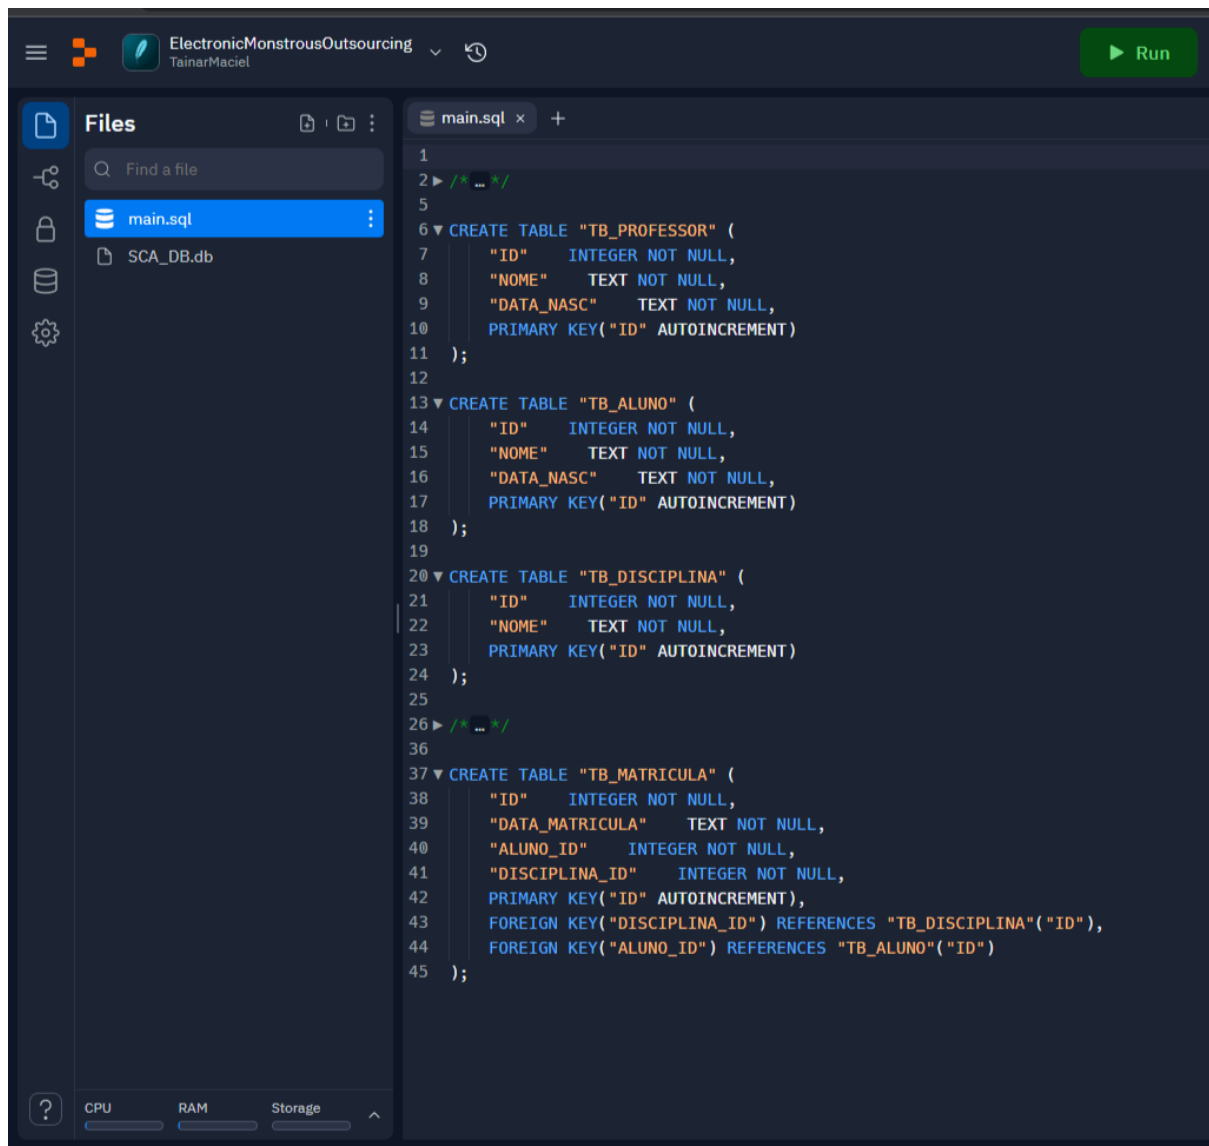 ElectronicMonstrousOutsourcing
TainarMaciel
Run
Files
Find a file
main.sql
SCA_DB.db
main.sql × +
1
2 /* … */
5
6 CREATE TABLE "TB_PROFESSOR" (
7 "ID" INTEGER NOT NULL,
8 "NOME" TEXT NOT NULL,
9 "DATA_NASC" TEXT NOT NULL,
10 PRIMARY KEY("ID" AUTOINCREMENT)
11 );
12
13 CREATE TABLE "TB_ALUNO" (
14 "ID" INTEGER NOT NULL,
15 "NOME" TEXT NOT NULL,
16 "DATA_NASC" TEXT NOT NULL,
17 PRIMARY KEY("ID" AUTOINCREMENT)
18 );
19
20 CREATE TABLE "TB_DISCIPLINA" (
21 "ID" INTEGER NOT NULL,
22 "NOME" TEXT NOT NULL,
23 PRIMARY KEY("ID" AUTOINCREMENT)
24 );
25
26 /* … */
36
37 CREATE TABLE "TB_MATRICULA" (
38 "ID" INTEGER NOT NULL,
39 "DATA_MATRICULA" TEXT NOT NULL,
40 "ALUNO_ID" INTEGER NOT NULL,
41 "DISCIPLINA_ID" INTEGER NOT NULL,
42 PRIMARY KEY("ID" AUTOINCREMENT),
43 FOREIGN KEY("DISCIPLINA_ID") REFERENCES "TB_DISCIPLINA"("ID"),
44 FOREIGN KEY("ALUNO_ID") REFERENCES "TB_ALUNO"("ID")
45 );
?
CPU RAM Storage